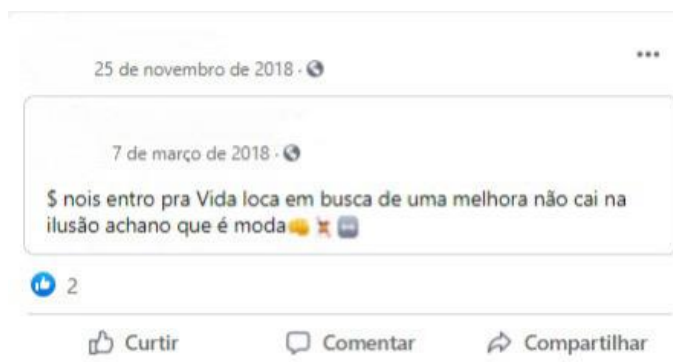 25 de novembro de 2018 ·
7 de março de 2018 ·
$ nois entro pra Vida loca em busca de uma melhora não cai na
ilusão achano que é moda👊
2
Curtir Comentar Compartilhar